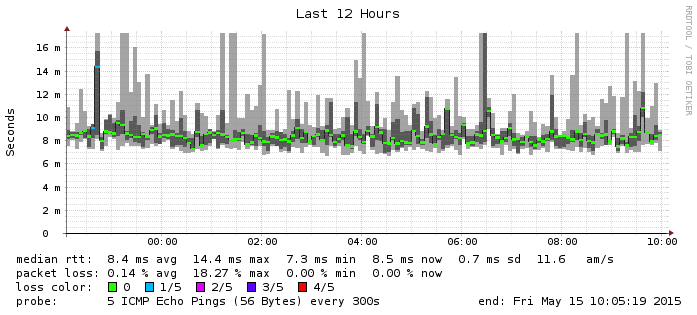 Last 12 Hours
RRDTOOL / TOBI OETIKER
Seconds
16 m
14 m
12 m
10 m
8 m
6 m
4 m
2 m
0
00:00 02:00 04:00 06:00 08:00 10:00
median rtt: 8.4 ms avg 14.4 ms max 7.3 ms min 8.5 ms now 0.7 ms sd 11.6 am/s
packet loss: 0.14 % avg 18.27 % max 0.00 % min 0.00 % now
loss color: 0 1/5 2/5 3/5 4/5
probe: 5 ICMP Echo Pings (56 Bytes) every 300s end: Fri May 15 10:05:19 2015